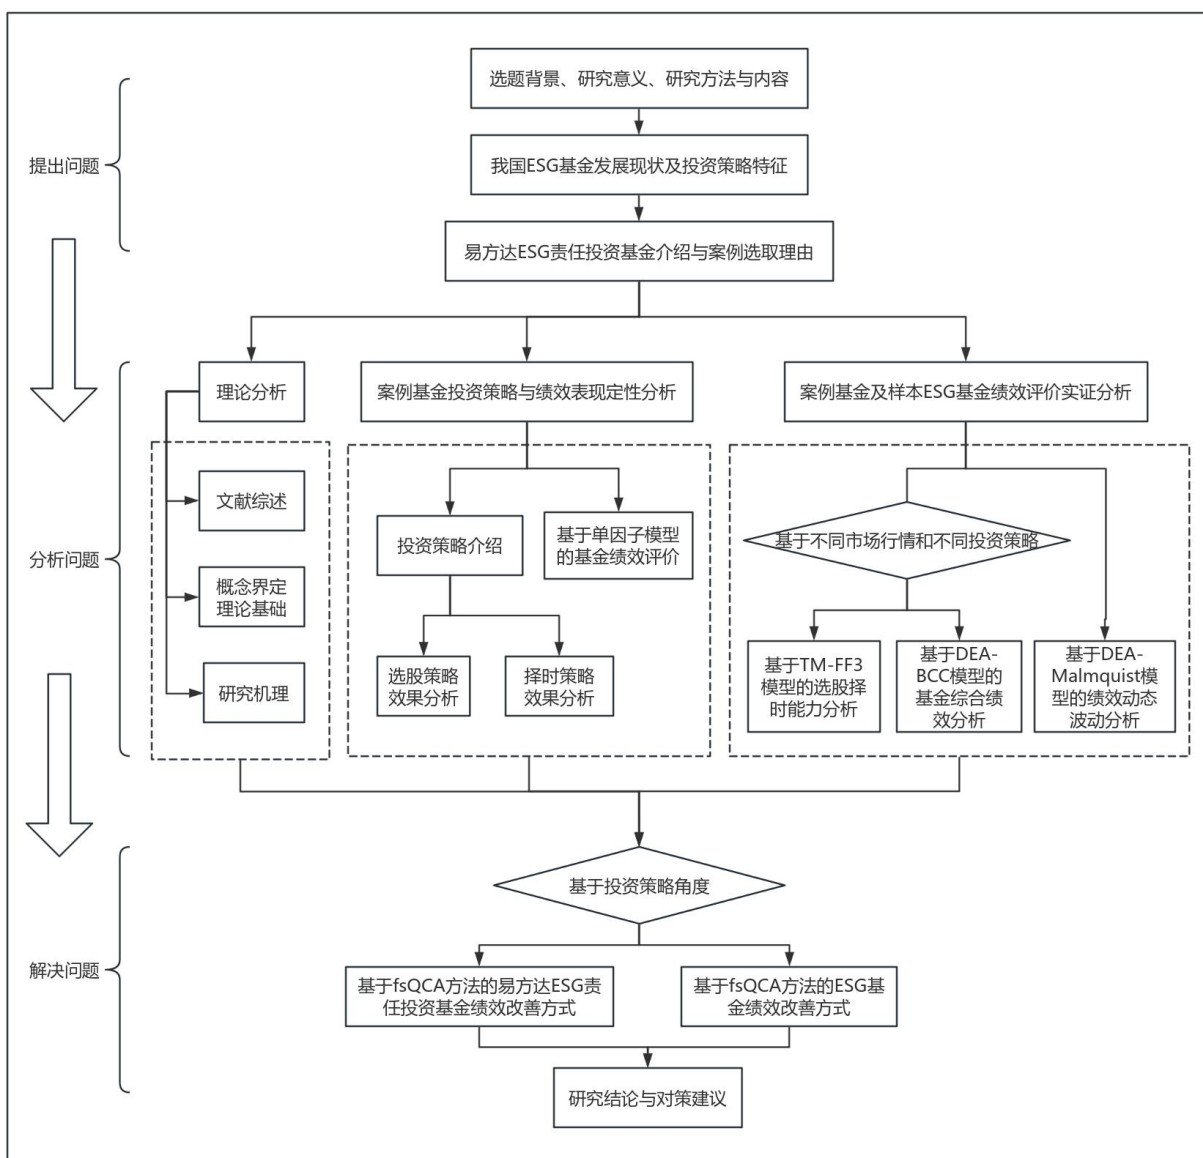 选题背景、研究意义、研究方法与内容
提出问题
我国ESG基金发展现状及投资策略特征
易方达ESG责任投资基金介绍与案例选取理由
理论分析
案例基金投资策略与绩效表现定性分析
案例基金及样本ESG基金绩效评价实证分析
分析问题
文献综述
概念界定
理论基础
研究机理
投资策略介绍
基于单因子模型
的基金绩效评价
选股策略
效果分析
择时策略
效果分析
基于不同市场行情和不同投资策略
基于TM-FF3
模型的选股择
时能力分析
基于DEA-
BCC模型的
基金综合绩
效分析
基于DEA-
Malmquist模
型的绩效动态
波动分析
基于投资策略角度
解决问题
基于fsQCA方法的易方达ESG责
任投资基金绩效改善方式
基于fsQCA方法的ESG基
金绩效改善方式
研究结论与对策建议